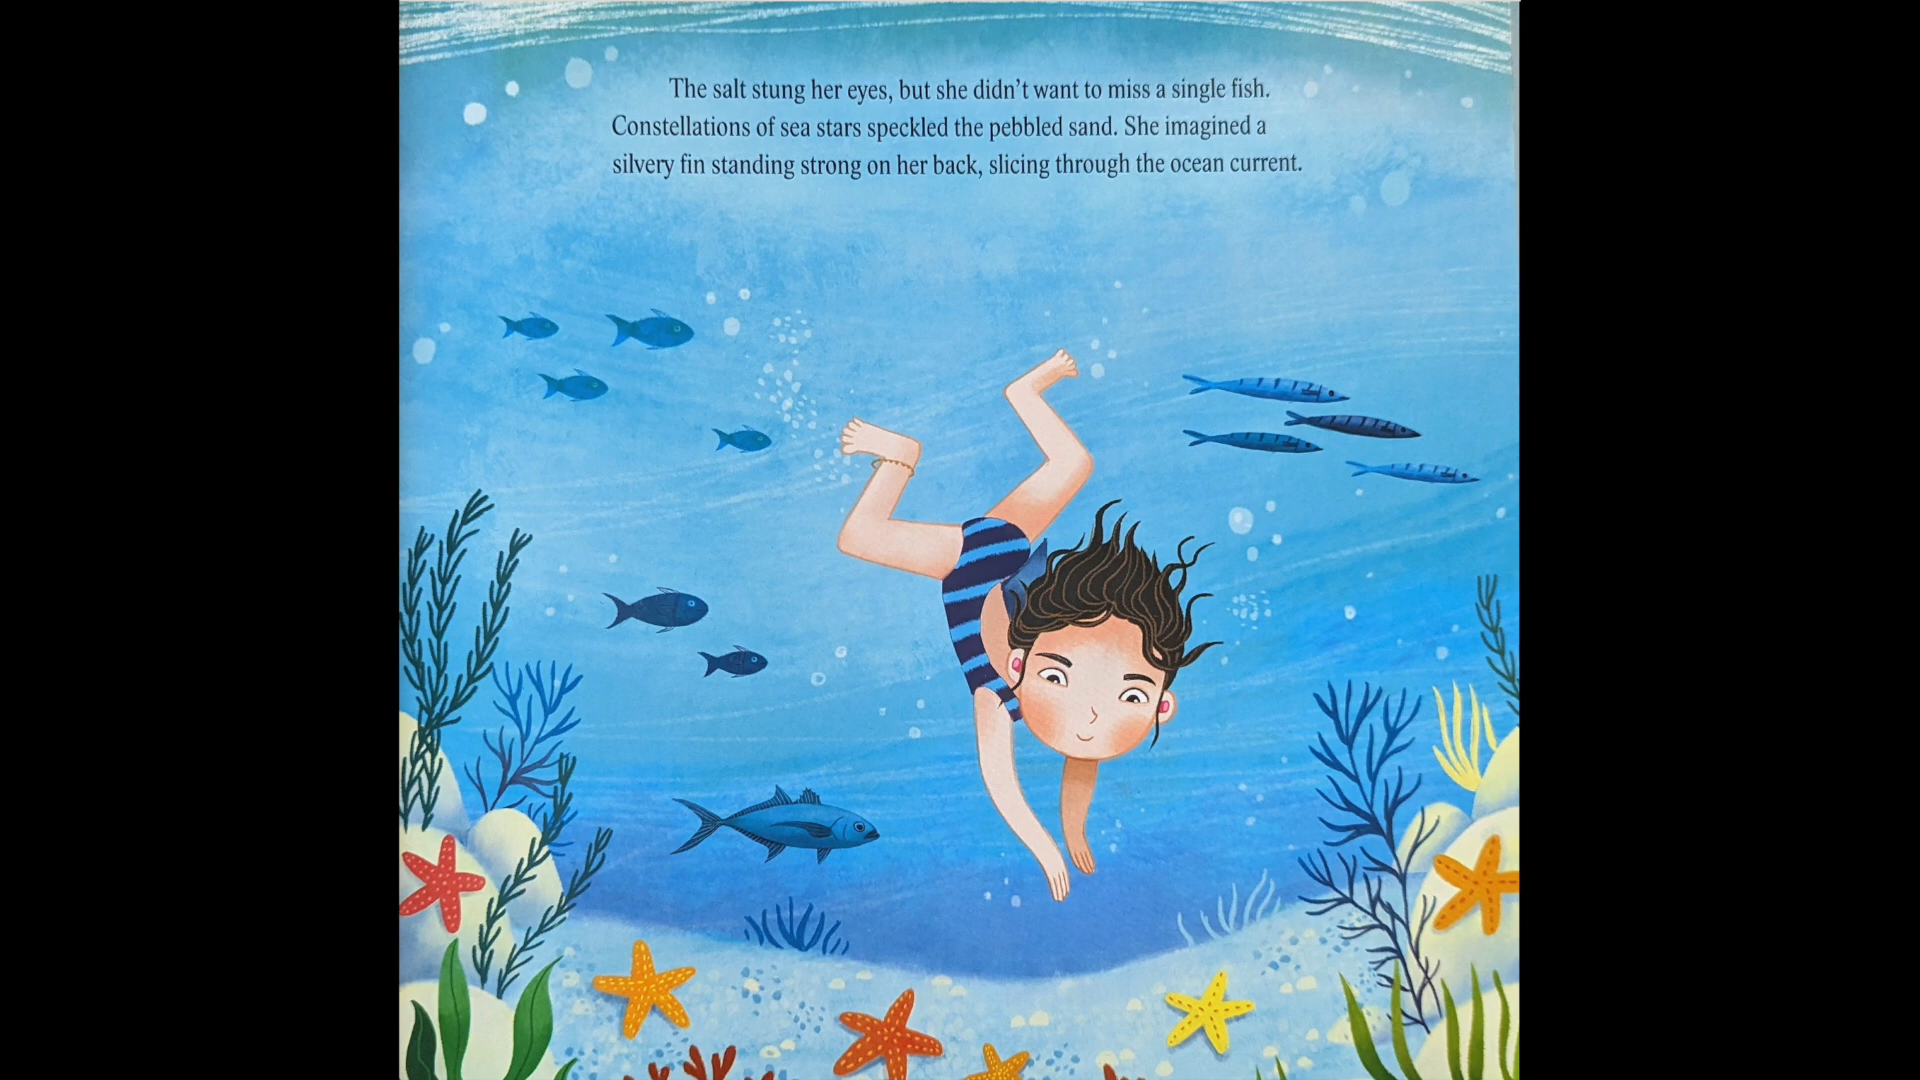 The salt stung her eyes, but she didn't want to miss a single fish.
Constellations of sea stars speckled the pebbled sand. She imagined a
silvery fin standing strong on her back, slicing through the ocean current.